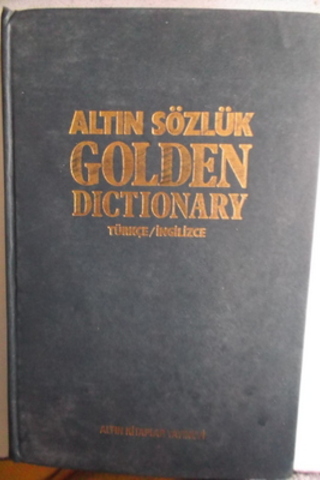 ALTIN SÖZLÜK
GOLDEN
DICTIONARY
TÜRKÇE/İNGİLİZCE
ALTIN KİTAPLAR YAYINEVİ